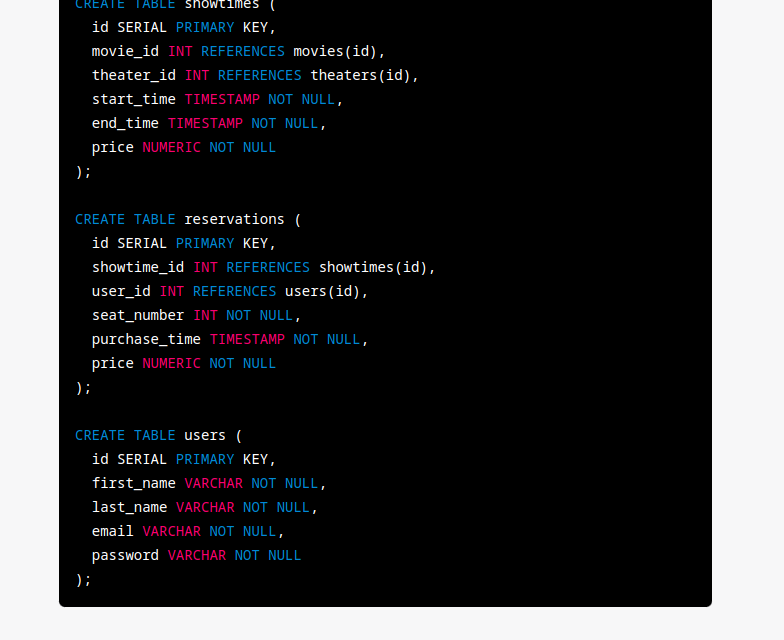 CREATE TABLE showtimes (
  id SERIAL PRIMARY KEY,
  movie_id INT REFERENCES movies(id),
  theater_id INT REFERENCES theaters(id),
  start_time TIMESTAMP NOT NULL,
  end_time TIMESTAMP NOT NULL,
  price NUMERIC NOT NULL
);

CREATE TABLE reservations (
  id SERIAL PRIMARY KEY,
  showtime_id INT REFERENCES showtimes(id),
  user_id INT REFERENCES users(id),
  seat_number INT NOT NULL,
  purchase_time TIMESTAMP NOT NULL,
  price NUMERIC NOT NULL
);

CREATE TABLE users (
  id SERIAL PRIMARY KEY,
  first_name VARCHAR NOT NULL,
  last_name VARCHAR NOT NULL,
  email VARCHAR NOT NULL,
  password VARCHAR NOT NULL
);